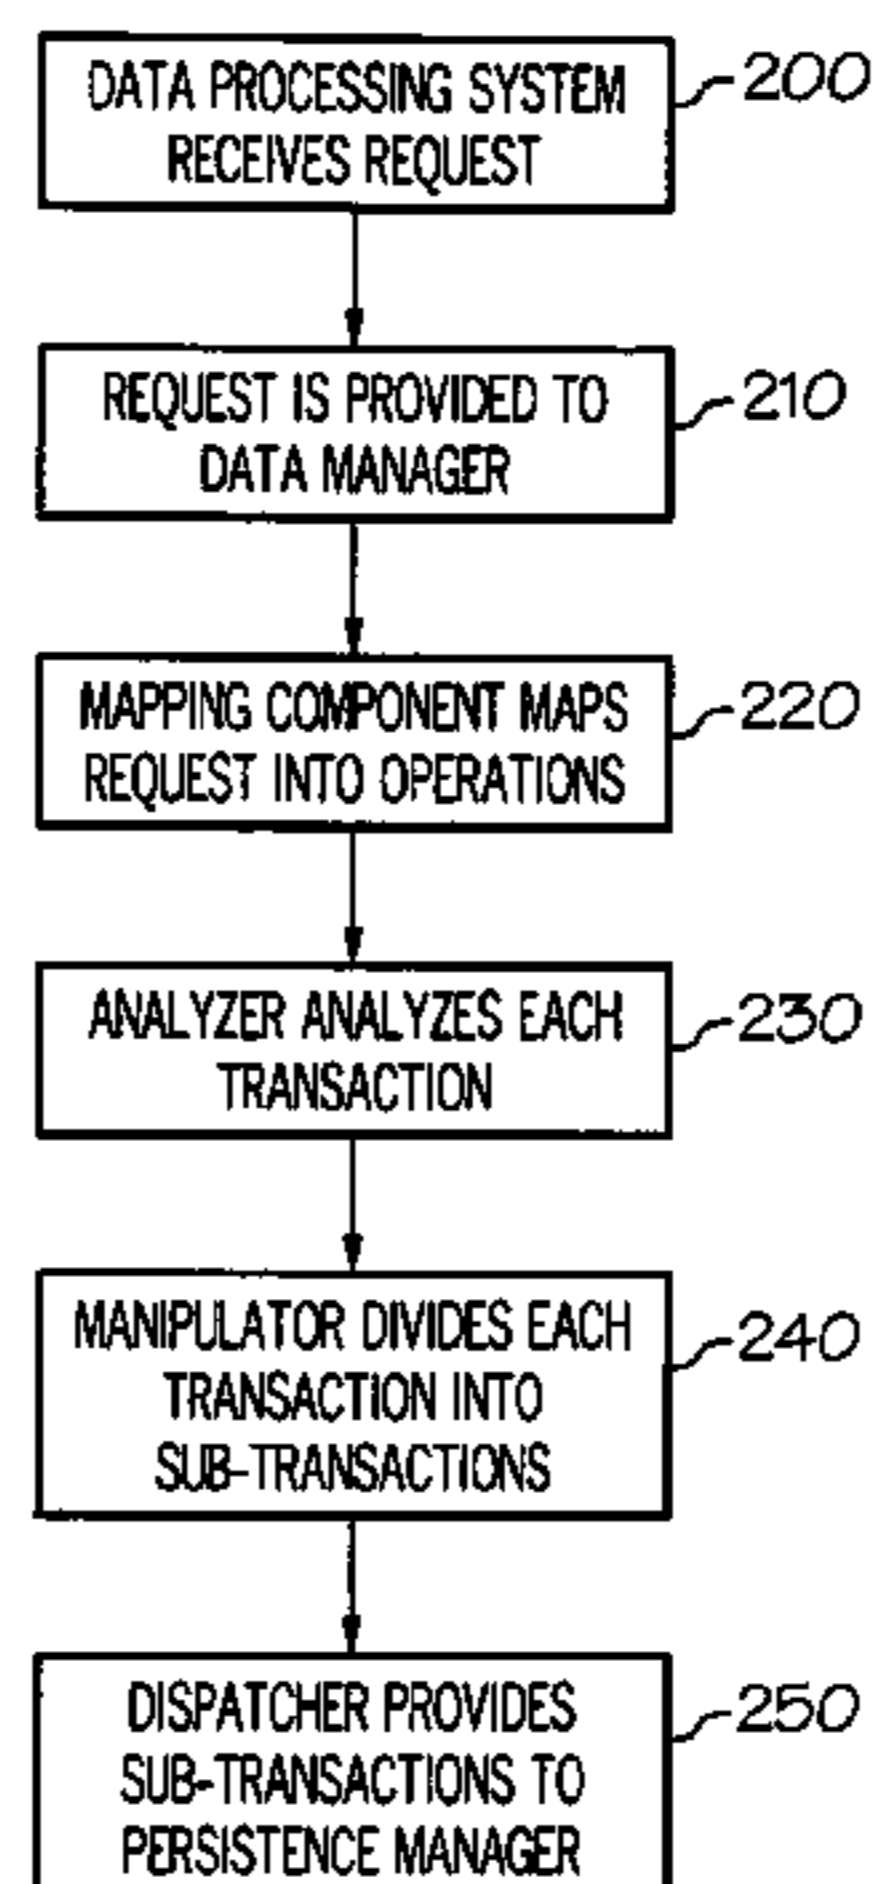 DATA PROCESSING SYSTEM
RECEIVES REQUEST
200
REQUEST IS PROVIDED TO
DATA MANAGER
210
MAPPING COMPONENT MAPS
REQUEST INTO OPERATIONS
220
ANALYZER ANALYZES EACH
TRANSACTION
230
MANIPULATOR DIVIDES EACH
TRANSACTION INTO
SUB-TRANSACTIONS
240
DISPATCHER PROVIDES
SUB-TRANSACTIONS TO
PERSISTENCE MANAGER
250